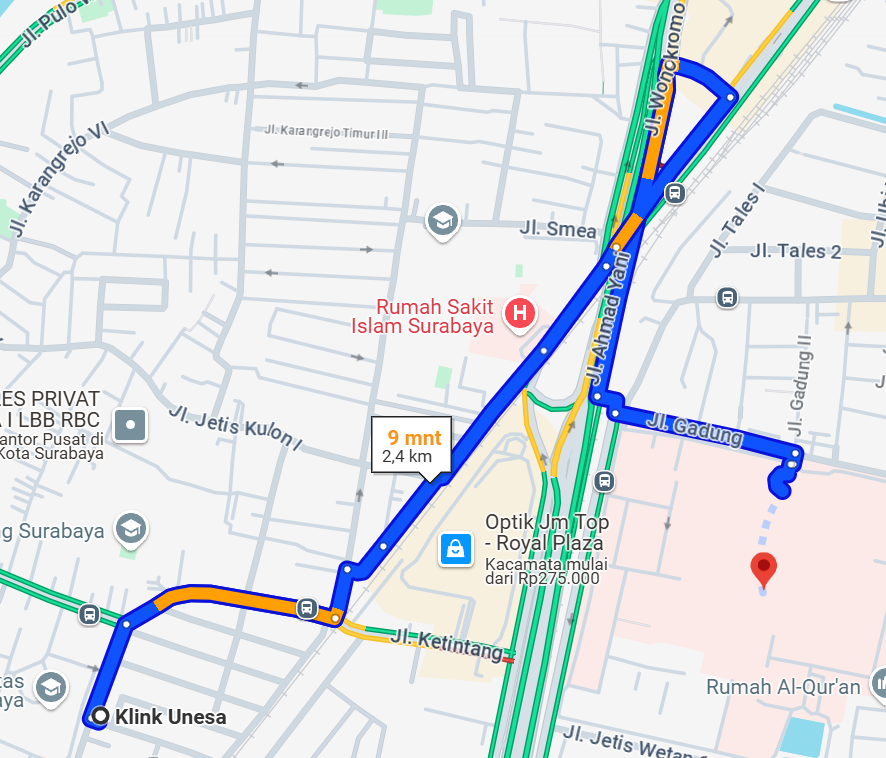 Jl. Pulo W
Jl. Wonokromo
Jl. Karangrejo VI
Jl. Karangrejo Timur III
Jl. Smea
Jl. Tales I
Jl. Tales 2
Rumah Sakit
Islam Surabaya
Jl. Ahmad Yani
Jl. Gadung II
LES PRIVAT
A I LBB RBC
antor Pusat di
Kota Surabaya
Jl. Jetis Kulon I
9 mnt
2,4 km
Jl. Gadung
ng Surabaya
Optik Jm Top
- Royal Plaza
Kacamata mulai
dari Rp275.000
Jl. Ketintang
tas
aya
Klink Unesa
Rumah Al-Qur'an
Jl. Jetis Wetan